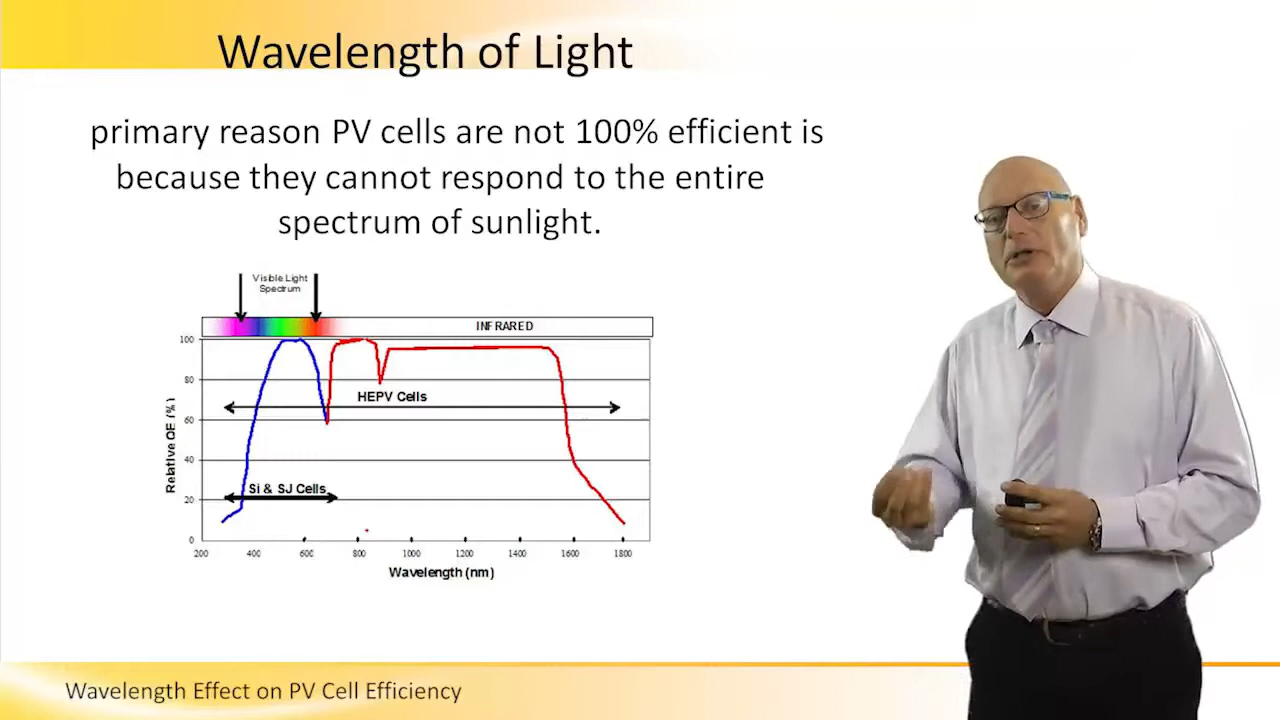 Wavelength of Light
primary reason PV cells are not 100% efficient is
because they cannot respond to the entire
spectrum of sunlight.
Visible Light
Spectrum
INFRARED
100
80
60
40
20
0
Relative QE (%)
HEPV Cells
Si & SJ Cells
200 400 600 800 1000 1200 1400 1600 1800
Wavelength (nm)
Wavelength Effect on PV Cell Efficiency